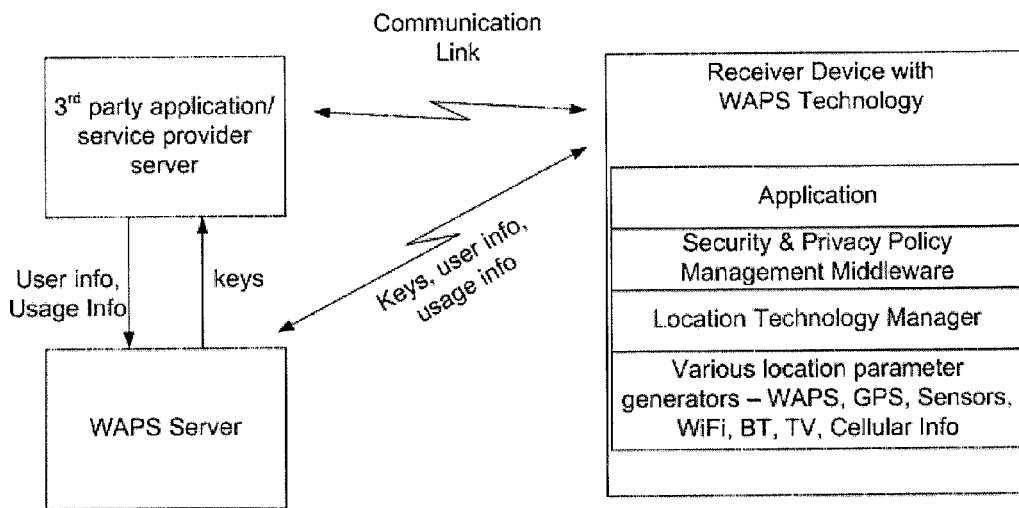 Communication
Link
3rd party application/
service provider
server
Receiver Device with
WAPS Technology
Application
Security & Privacy Policy
Management Middleware
Location Technology Manager
Various location parameter
generators – WAPS, GPS, Sensors,
WiFi, BT, TV, Cellular Info
User info,
Usage Info
keys
Keys, user info,
usage info
WAPS Server